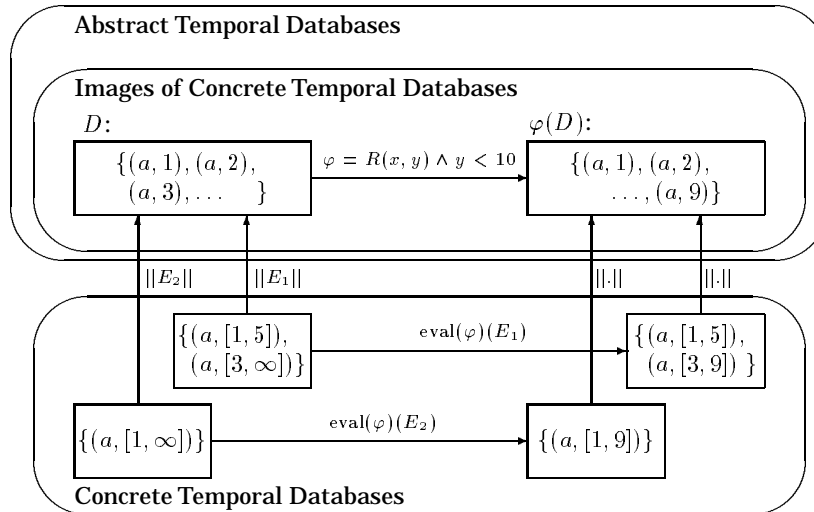 Abstract Temporal Databases
Images of Concrete Temporal Databases
D: φ(D):
{(a, 1), (a, 2), φ = R(x, y) ∧ y < 10 {(a, 1), (a, 2),
(a, 3), ... } ..., (a, 9)}
||E₂|| ||E₁|| ||.|| ||.||
{(a, [1, 5]), eval(φ)(E₁) {(a, [1, 5]),
(a, [3, ∞])} (a, [3, 9]) }
eval(φ)(E₂)
{(a, [1, ∞])} {(a, [1, 9])}
Concrete Temporal Databases